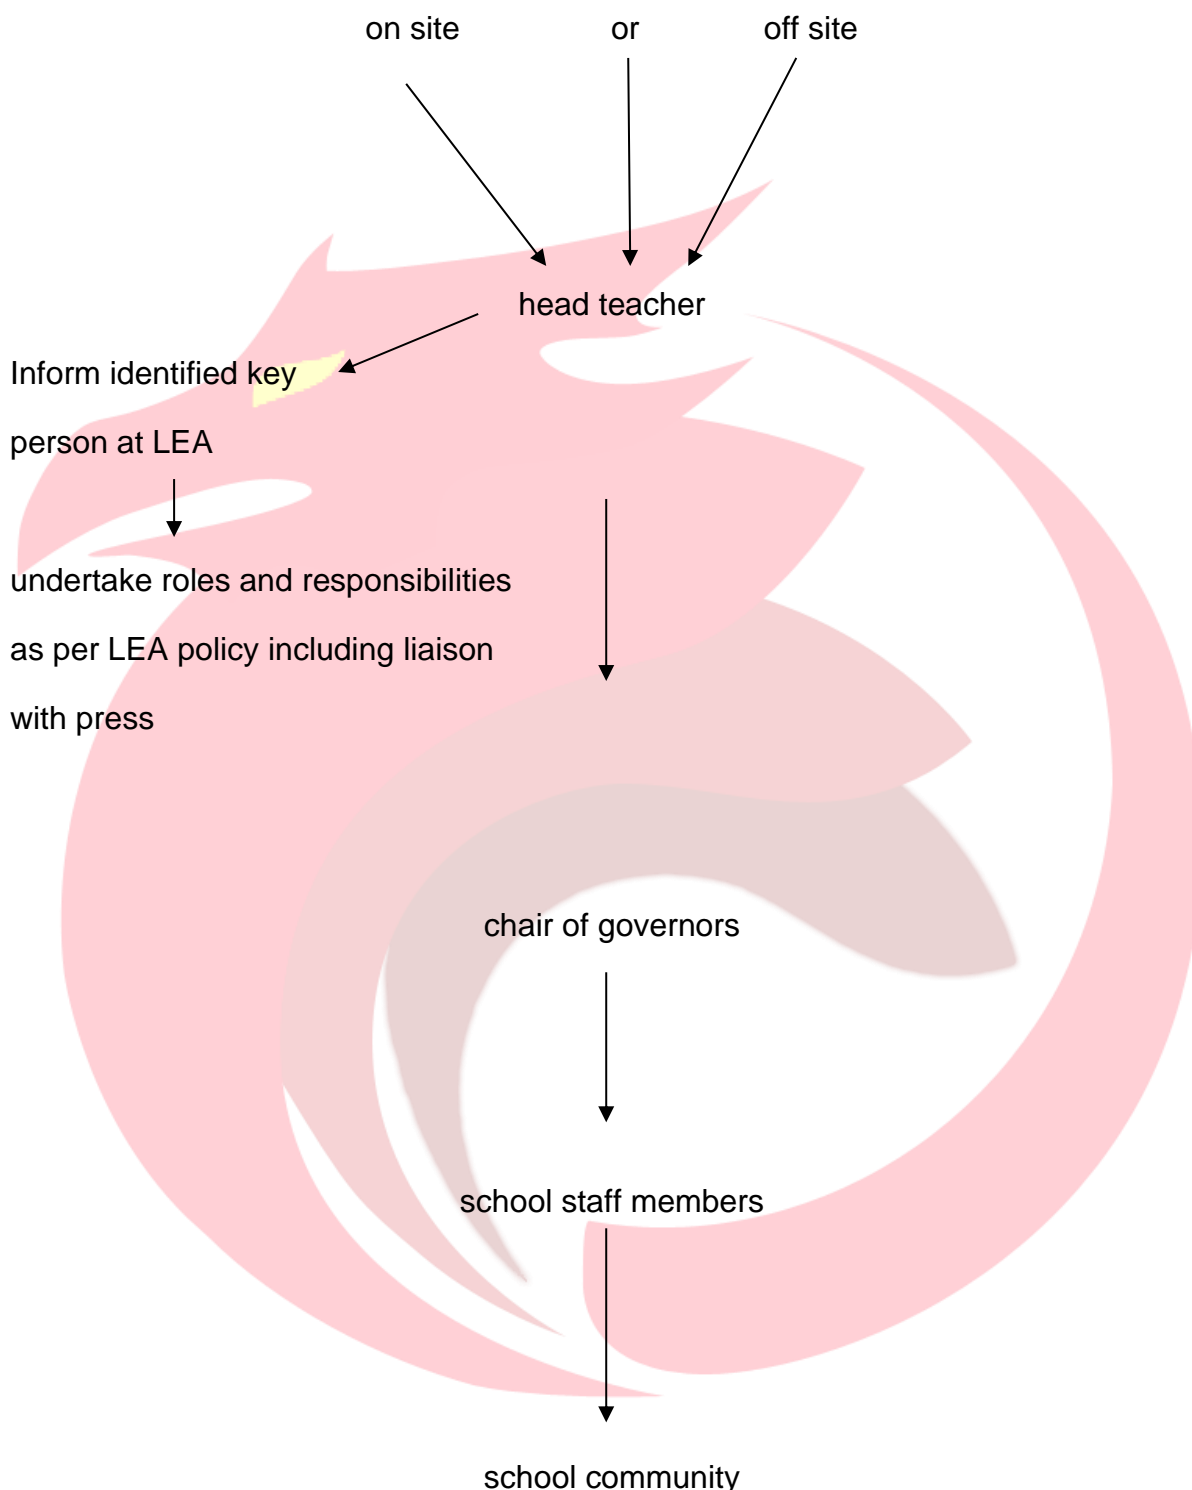 on site or off site
head teacher
Inform identified key
person at LEA
undertake roles and responsibilities
as per LEA policy including liaison
with press
chair of governors
school staff members
school community